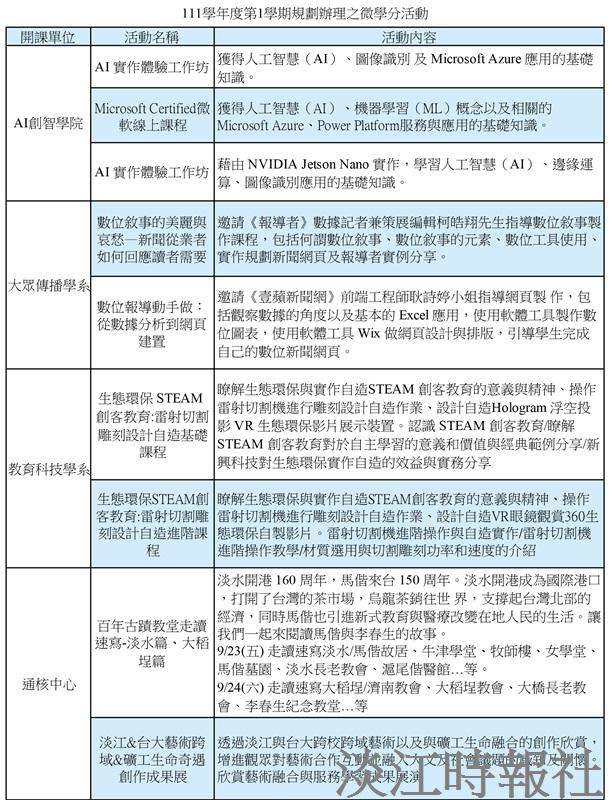 111學年度第1學期規劃辦理之微學分活動
開課單位 活動名稱 活動內容
AI創智學院
AI 實作體驗工作坊
獲得人工智慧（AI）、圖像識別 及 Microsoft Azure 應用的基礎
知識。
Microsoft Certified微
軟線上課程
獲得人工智慧（AI）、機器學習（ML）概念以及相關的
Microsoft Azure、Power Platform服務與應用的基礎知識。
AI 實作體驗工作坊
藉由 NVIDIA Jetson Nano 實作，學習人工智慧（AI）、邊緣運
算、圖像識別應用的基礎知識。
大眾傳播學系
數位敘事的美麗與
哀愁—新聞從業者
如何回應讀者需要
邀請《報導者》數據記者兼策展編輯柯皓翔先生指導數位敘事製
作課程，包括何謂數位敘事、數位敘事的元素、數位工具使用、
實作規劃新聞網頁及報導者實例分享。
數位報導動手做：
從數據分析到網頁
建置
邀請《壹蘋新聞網》前端工程師耿詩婷小姐指導網頁製 作，包
括觀察數據的角度以及基本的 Excel 應用，使用軟體工具製作數
位圖表，使用軟體工具 Wix 做網頁設計與排版，引導學生完成
自己的數位新聞網頁。
教育科技學系
生態環保 STEAM
創客教育:雷射切割
雕刻設計自造基礎
課程
瞭解生態環保與實作自造STEAM 創客教育的意義與精神、操作
雷射切割機進行雕刻設計自造作業、設計自造Hologram 浮空投
影 VR 生態環保影片展示裝置。認識 STEAM 創客教育/瞭解
STEAM 創客教育對於自主學習的意義和價值與經典範例分享/新
興科技對生態環保實作自造的效益與實務分享
生態環保STEAM創
客教育:雷射切割雕
刻設計自造進階課
程
瞭解生態環保與實作自造STEAM創客教育的意義與精神、操作
雷射切割機進行雕刻設計自造作業、設計自造VR眼鏡觀賞360生
態環保自製影片。雷射切割機進階操作與自造實作/雷射切割機
進階操作教學/材質選用與切割雕刻功率和速度的介紹
通核中心
百年古蹟教堂走讀
速寫-淡水篇、大稻
埕篇
淡水開港 160 周年，馬偕來台 150 周年。淡水開港成為國際港口
，打開了台灣的茶市場，烏龍茶銷往世 界，支撐起台灣北部的
經濟，同時馬偕也引進新式教育與醫療改變在地人民的生活。讓
我們一起來閱讀馬偕與李春生的故事。
9/23(五) 走讀速寫淡水/馬偕故居、牛津學堂、牧師樓、女學堂、
馬偕墓園、淡水長老教會、滬尾偕醫館…等。
9/24(六) 走讀速寫大稻埕/濟南教會、大稻埕教會、大橋長老教
會、李春生紀念教堂…等
淡江&台大藝術跨
域&礦工生命奇遇
創作成果展
透過淡江與台大跨校跨域藝術以及與礦工生命融合的創作欣賞，
增進觀眾對藝術合作互動並融入人文及社會議題的感知及關懷。
欣賞藝術融合與服務學習成果展演
淡江時報社